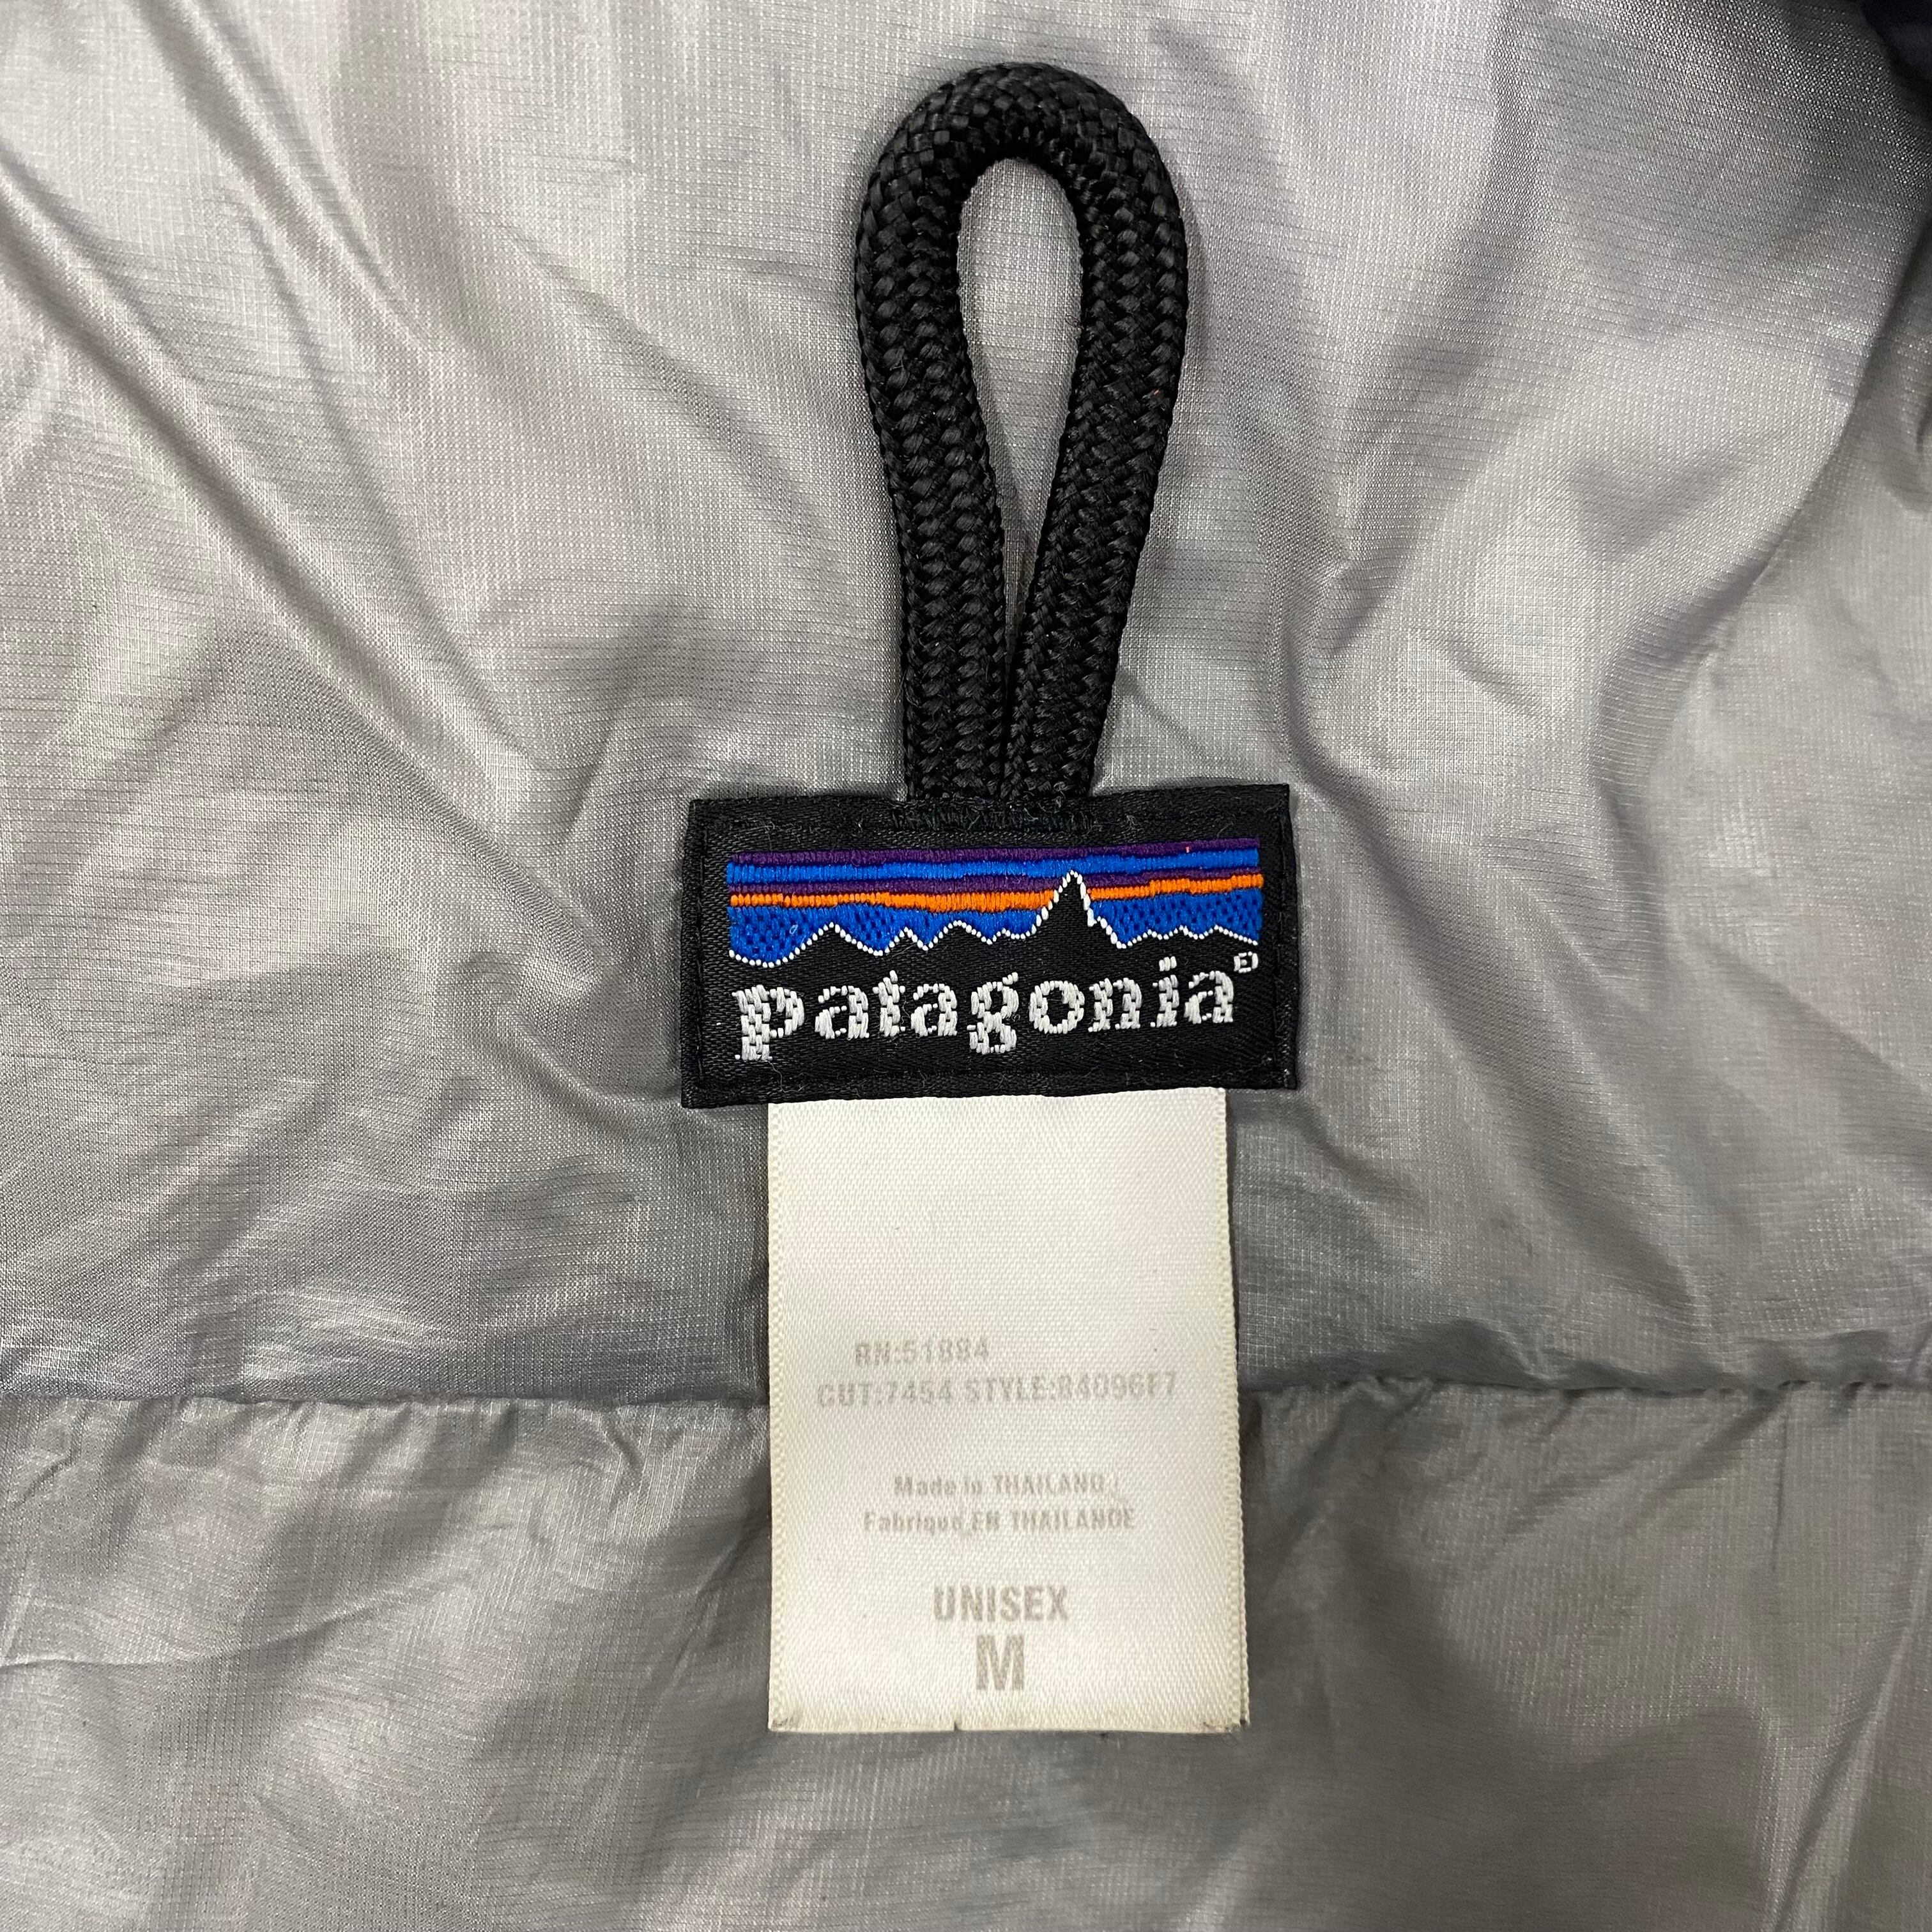 patagonia®
RN:51884
CUT:7454 STYLE:84096F7
Made in THAILAND /
Fabriqué EN THAILANDE
UNISEX
M